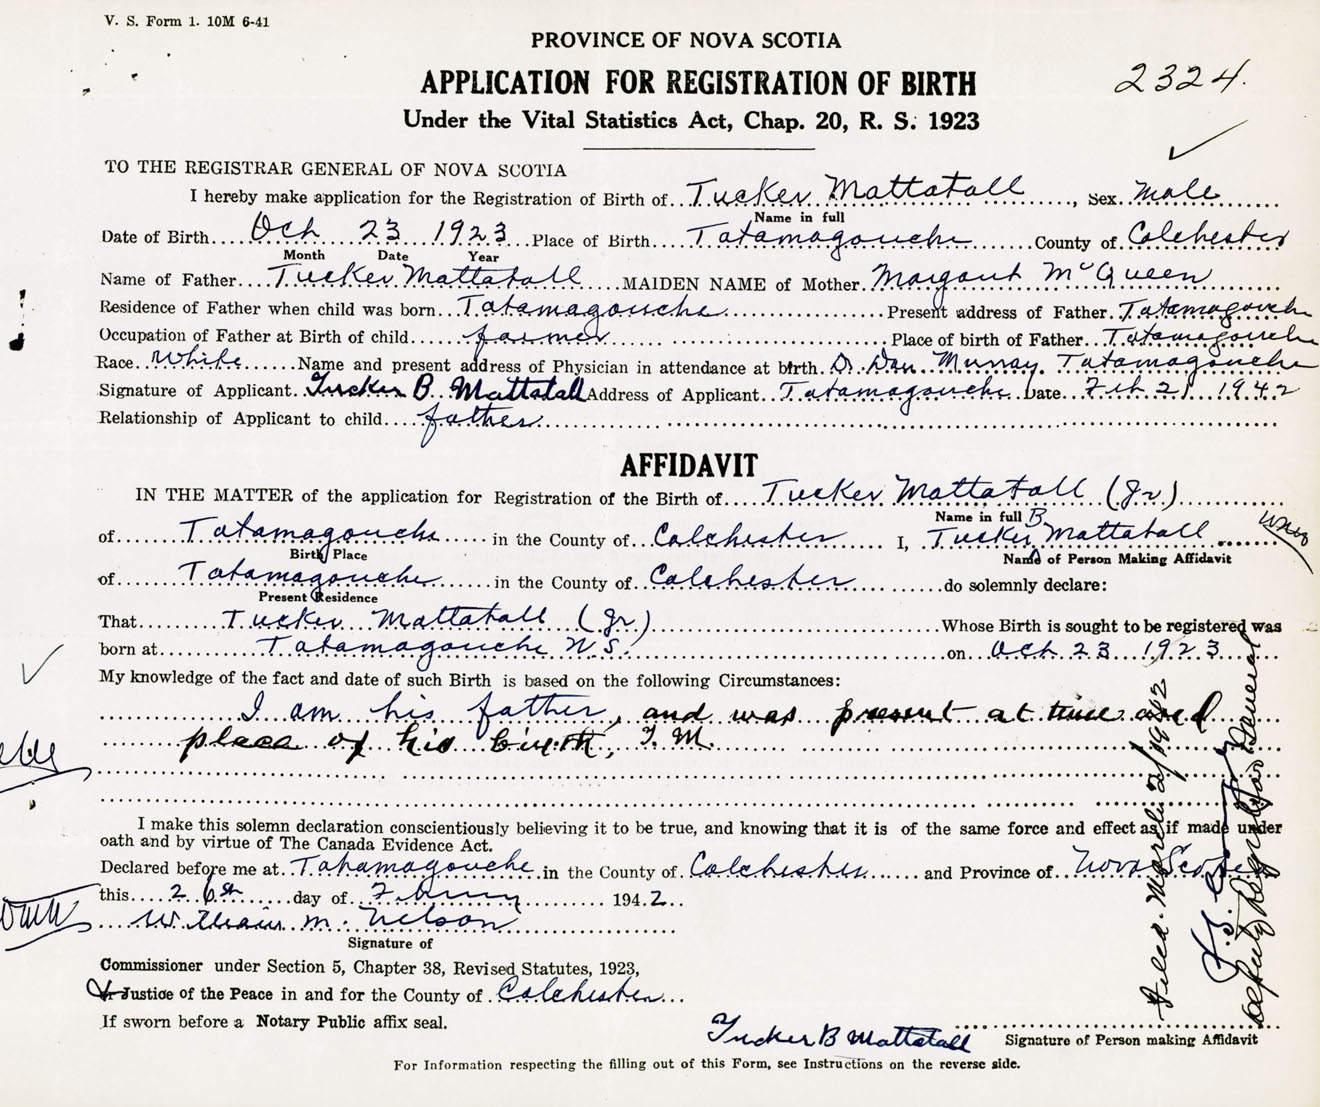 V. S. Form 1. 10M 6-41
PROVINCE OF NOVA SCOTIA
APPLICATION FOR REGISTRATION OF BIRTH
2324.
Under the Vital Statistics Act, Chap. 20, R. S. 1923
TO THE REGISTRAR GENERAL OF NOVA SCOTIA
I hereby make application for the Registration of Birth of Tucker Mattatall, Sex Male
Name in full
Date of Birth Oct 23 1923 Place of Birth Tatamagouche County of Colchester
Month Date Year
Name of Father Tucker Mattatall MAIDEN NAME of Mother Margaret McQueen
Residence of Father when child was born Tatamagouche Present address of Father Tatamagouche
Occupation of Father at Birth of child farmer Place of birth of Father Tatamagouche
Race White Name and present address of Physician in attendance at birth Dr. Dan Murray, Tatamagouche
Signature of Applicant Tucker B Mattatall Address of Applicant Tatamagouche Date Feb 21 1942
Relationship of Applicant to child father
AFFIDAVIT
IN THE MATTER of the application for Registration of the Birth of Tucker Mattatall (Jr.)
Name in full
of Tatamagouche in the County of Colchester I, Tucker B Mattatall
Birth Place Name of Person Making Affidavit
of Tatamagouche in the County of Colchester do solemnly declare:
Present Residence
That Tucker Mattatall (Jr) Whose Birth is sought to be registered was
born at Tatamagouche N.S. on Oct 23 1923
My knowledge of the fact and date of such Birth is based on the following Circumstances:
I am his father, and was present at time and
place of his birth, T. M.
I make this solemn declaration conscientiously believing it to be true, and knowing that it is of the same force and effect as if made under
oath and by virtue of The Canada Evidence Act.
Declared before me at Tatamagouche in the County of Colchester and Province of Nova Scotia
this 26th day of 1942
William M. Nelson
Signature of
Commissioner under Section 5, Chapter 38, Revised Statutes, 1923,
A Justice of the Peace in and for the County of Colchester
If sworn before a Notary Public affix seal.
Tucker B Mattatall
Signature of Person making Affidavit
For Information respecting the filling out of this Form, see Instructions on the reverse side.
Filed March 2/1942
Deputy Registrar General